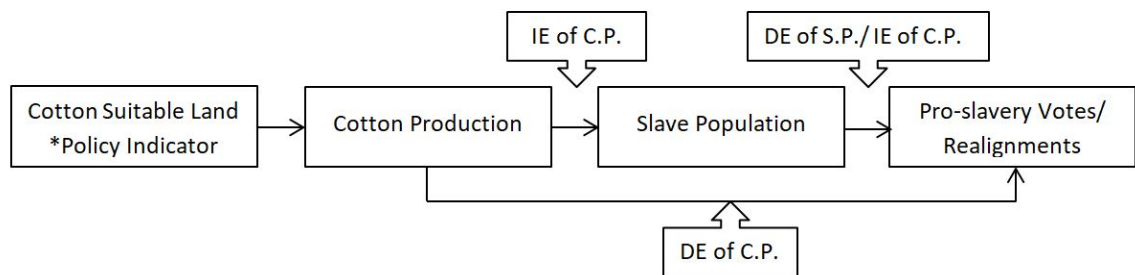 IE of C.P.
DE of S.P./ IE of C.P.
Cotton Suitable Land
*Policy Indicator
Cotton Production
Slave Population
Pro-slavery Votes/
Realignments
DE of C.P.